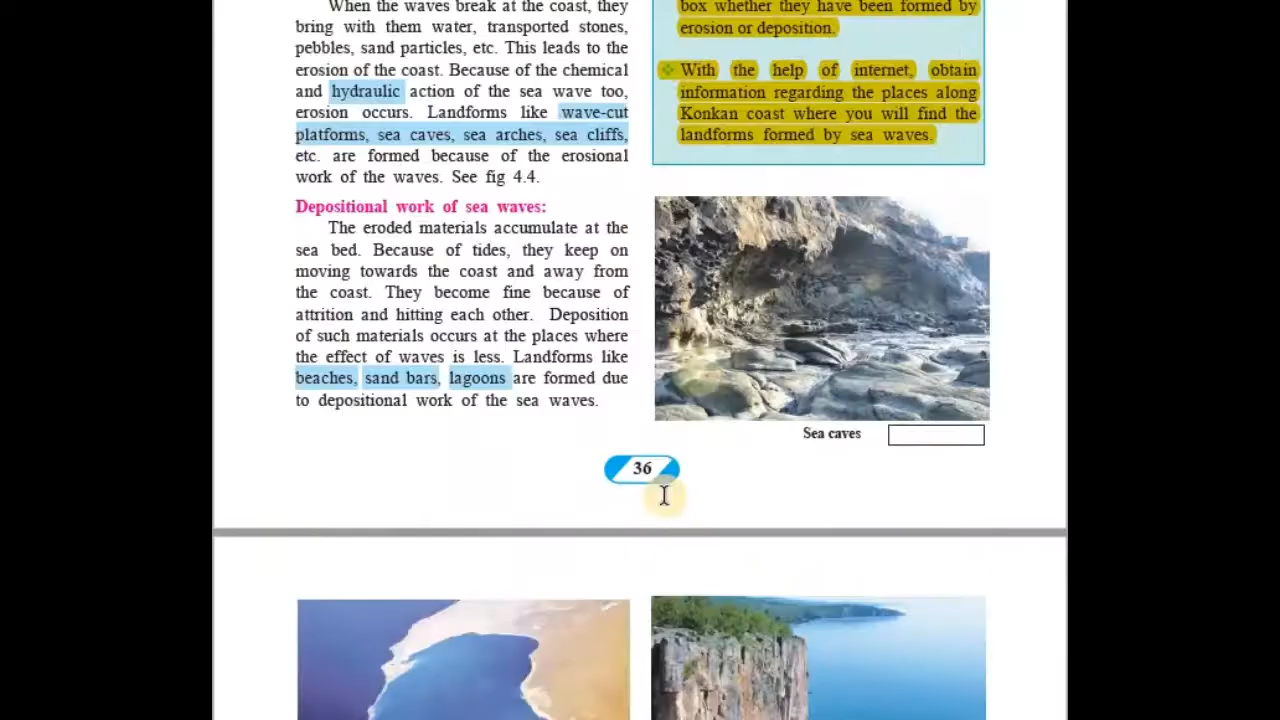 When the waves break at the coast, they
bring with them water, transported stones,
pebbles, sand particles, etc. This leads to the
erosion of the coast. Because of the chemical
and hydraulic action of the sea wave too,
erosion occurs. Landforms like wave-cut
platforms, sea caves, sea arches, sea cliffs,
etc. are formed because of the erosional
work of the waves. See fig 4.4.
Depositional work of sea waves:
The eroded materials accumulate at the
sea bed. Because of tides, they keep on
moving towards the coast and away from
the coast. They become fine because of
attrition and hitting each other. Deposition
of such materials occurs at the places where
the effect of waves is less. Landforms like
beaches, sand bars, lagoons are formed due
to depositional work of the sea waves.
box whether they have been formed by
erosion or deposition.
With the help of internet, obtain
information regarding the places along
Konkan coast where you will find the
landforms formed by sea waves.
Sea caves
36